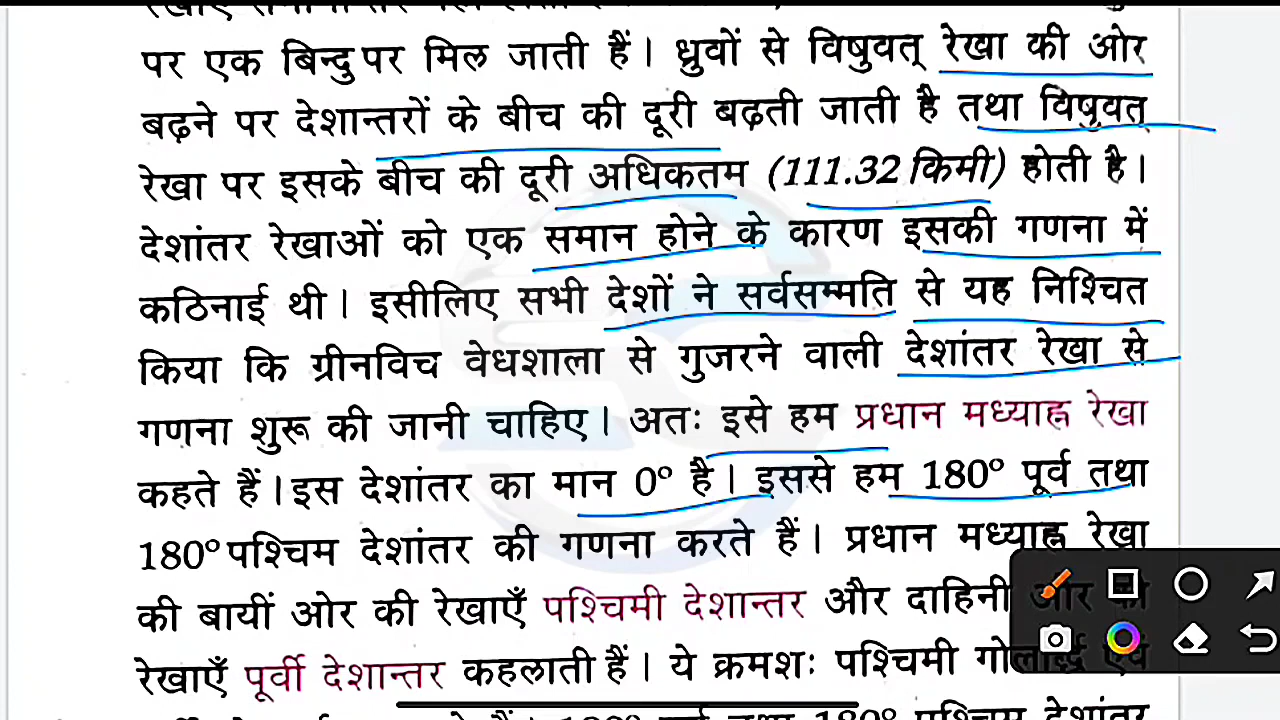 पर एक बिन्दु पर मिल जाती हैं। ध्रुवों से विषुवत् रेखा की ओर
बढ़ने पर देशान्तरों के बीच की दूरी बढ़ती जाती है तथा विषुवत्
रेखा पर इसके बीच की दूरी अधिकतम (111.32 किमी) होती है।
देशांतर रेखाओं को एक समान होने के कारण इसकी गणना में
कठिनाई थी। इसीलिए सभी देशों ने सर्वसम्मति से यह निश्चित
किया कि ग्रीनविच वेधशाला से गुजरने वाली देशांतर रेखा से
गणना शुरू की जानी चाहिए। अतः इसे हम प्रधान मध्याह्न रेखा
कहते हैं। इस देशांतर का मान 0° है। इससे हम 180° पूर्व तथा
180° पश्चिम देशांतर की गणना करते हैं। प्रधान मध्याह्न रेखा
की बायीं ओर की रेखाएँ पश्चिमी देशान्तर और दाहिनी ओर की
रेखाएँ पूर्वी देशान्तर कहलाती हैं। ये क्रमशः पश्चिमी गोलार्द्ध एवं